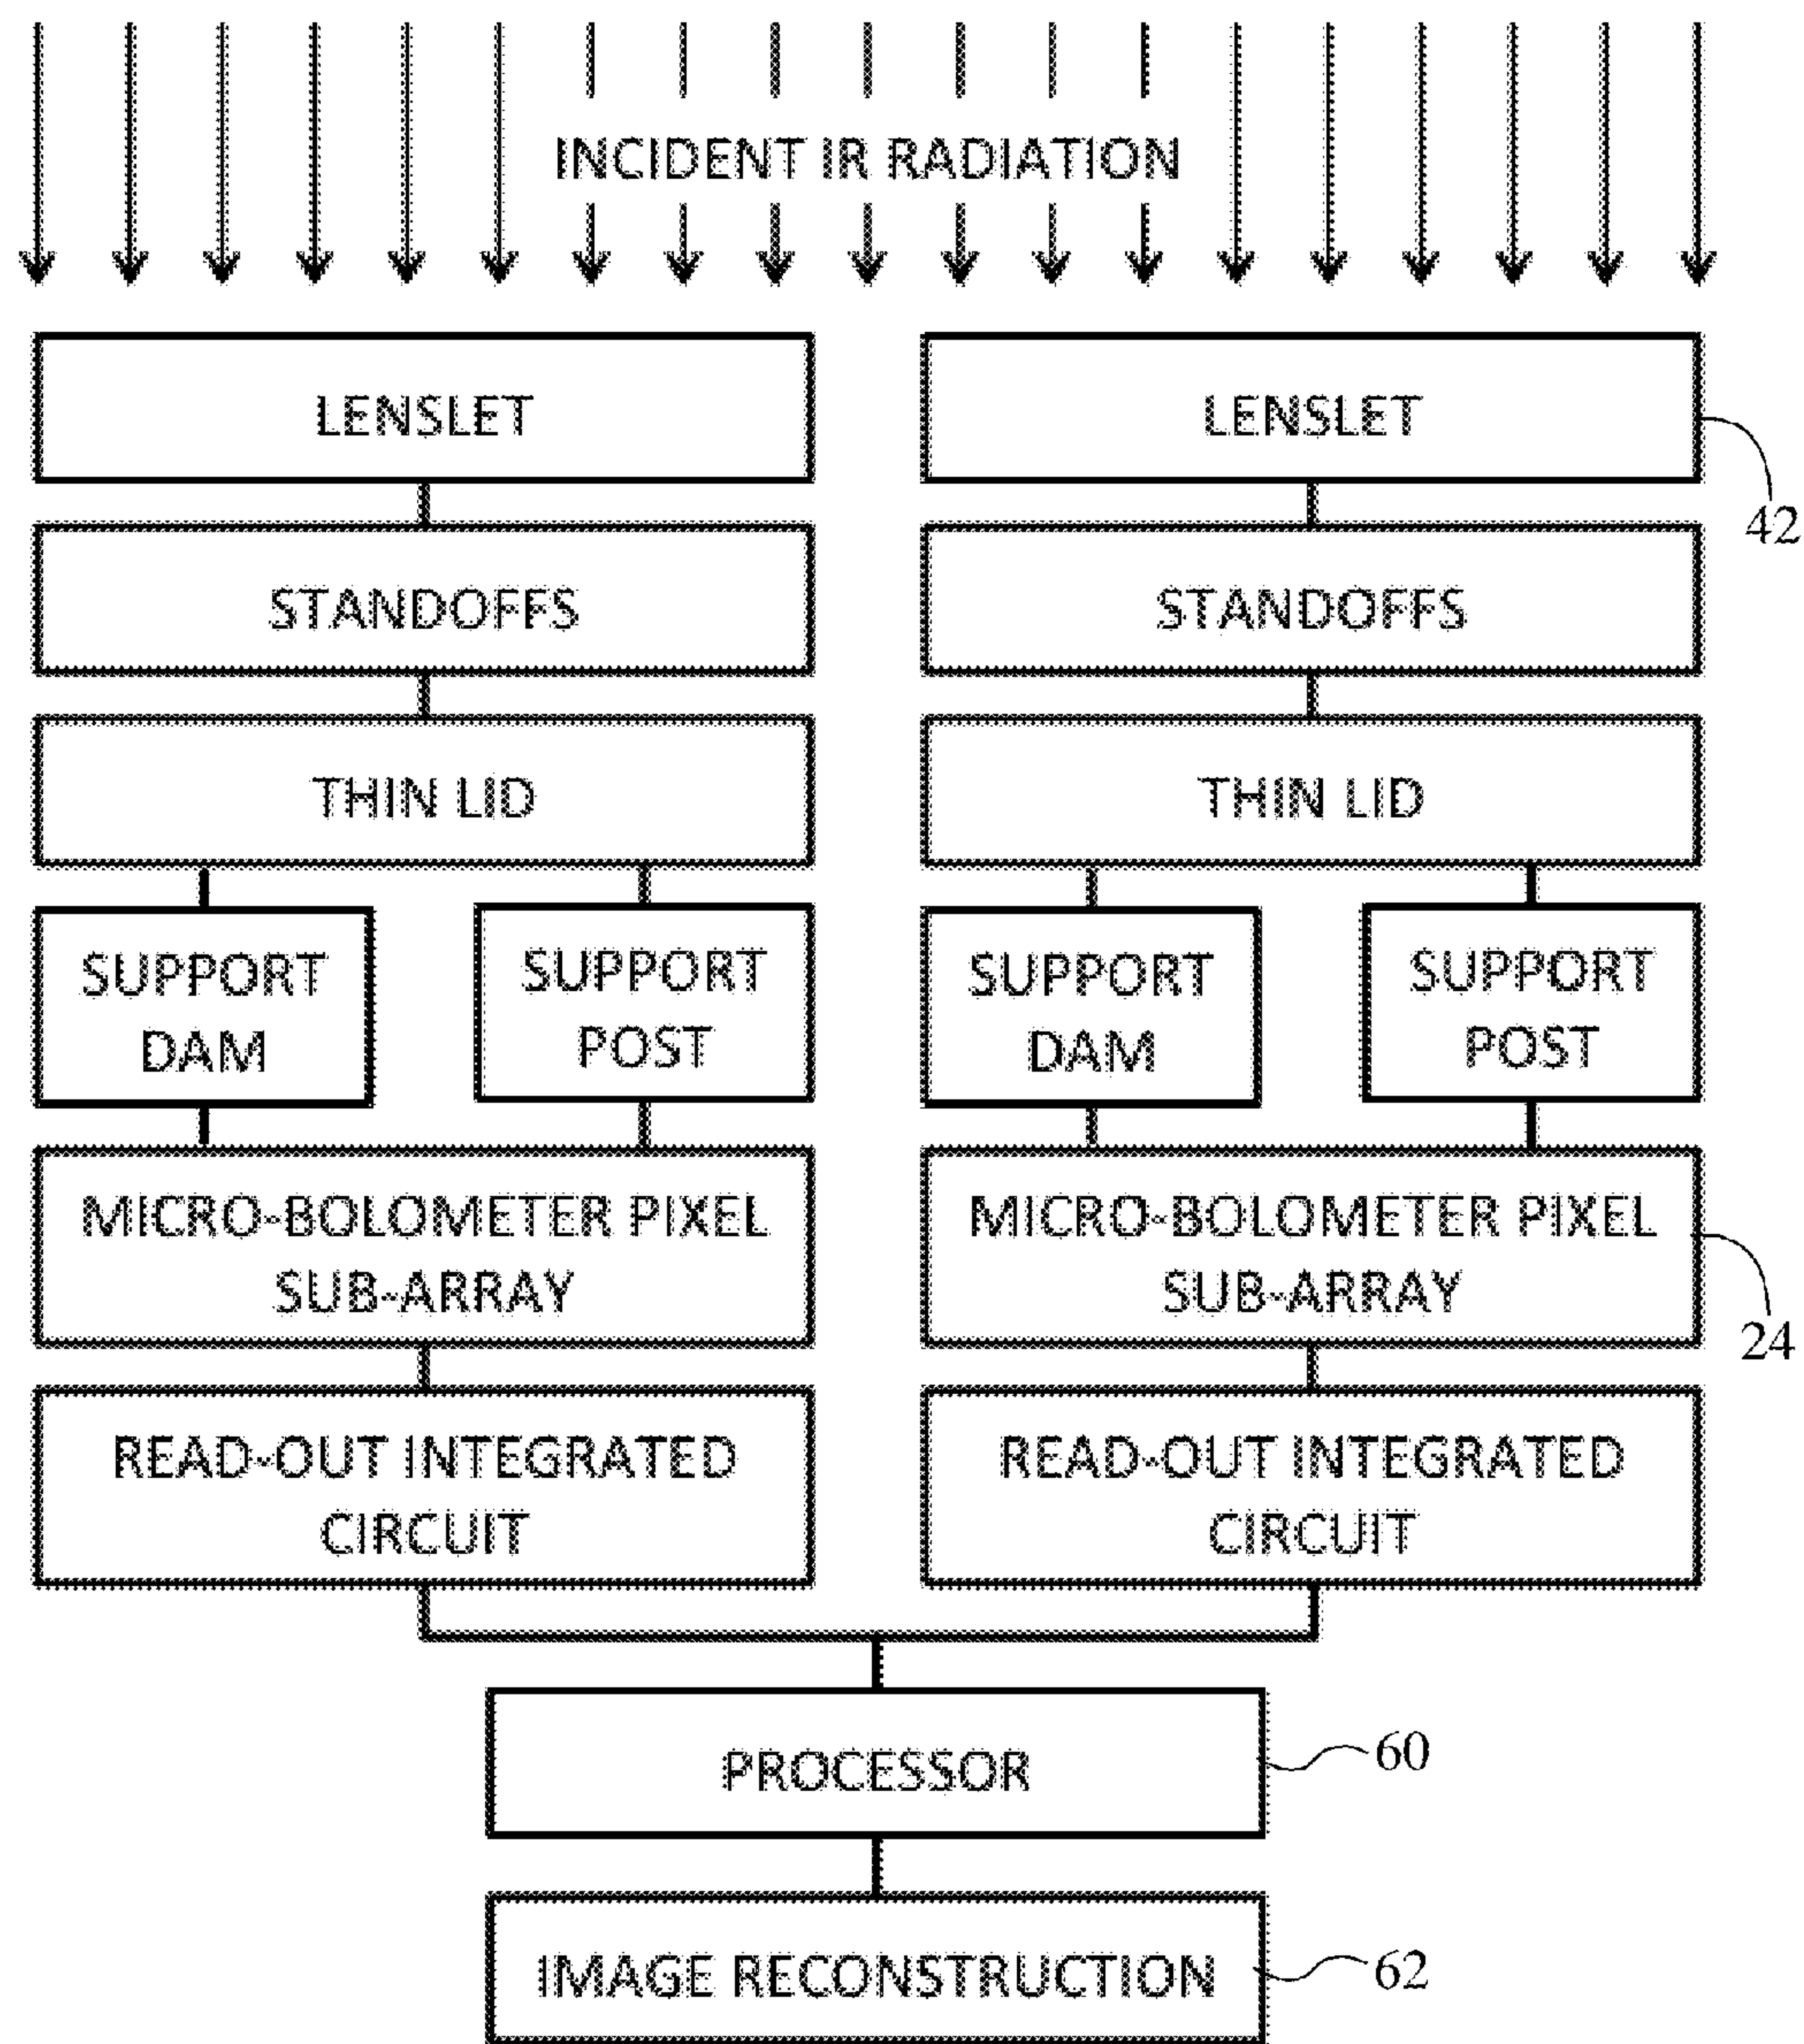 INCIDENT IR RADIATION
LENSLET
LENSLET
42
STANDOFFS
STANDOFFS
THIN LID
THIN LID
SUPPORT
DAM
SUPPORT
POST
SUPPORT
DAM
SUPPORT
POST
MICRO-BOLOMETER PIXEL
SUB-ARRAY
MICRO-BOLOMETER PIXEL
SUB-ARRAY
24
READ-OUT INTEGRATED
CIRCUIT
READ-OUT INTEGRATED
CIRCUIT
PROCESSOR
60
IMAGE RECONSTRUCTION
62